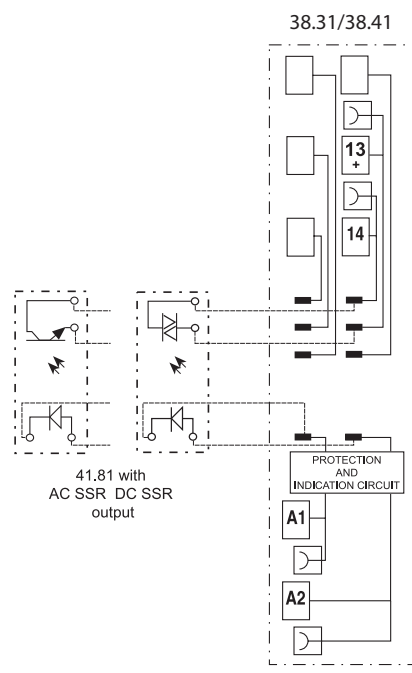 38.31/38.41
13
+
14
41.81 with
AC SSR DC SSR
output
PROTECTION
AND
INDICATION CIRCUIT
A1
A2